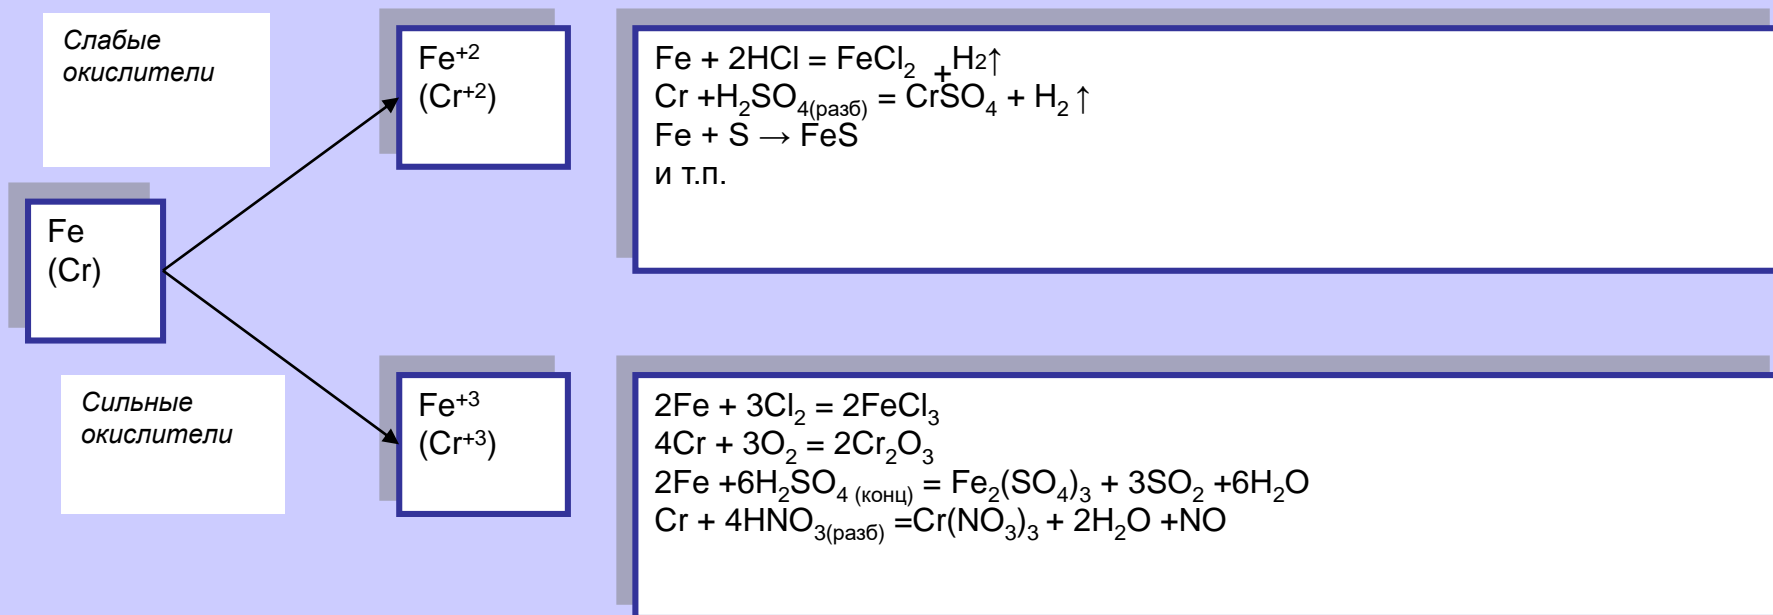 Слабые
окислители
Fe⁺²
(Cr⁺²)
Fe + 2HCl = FeCl₂ + H2↑
Cr +H₂SO₄(разб) = CrSO₄ + H₂ ↑
Fe + S → FeS
и т.п.
Fe
(Cr)
Сильные
окислители
Fe⁺³
(Cr⁺³)
2Fe + 3Cl₂ = 2FeCl₃
4Cr + 3O₂ = 2Cr₂O₃
2Fe +6H₂SO₄ (конц) = Fe₂(SO₄)₃ + 3SO₂ +6H₂O
Cr + 4HNO₃(разб) =Cr(NO₃)₃ + 2H₂O +NO